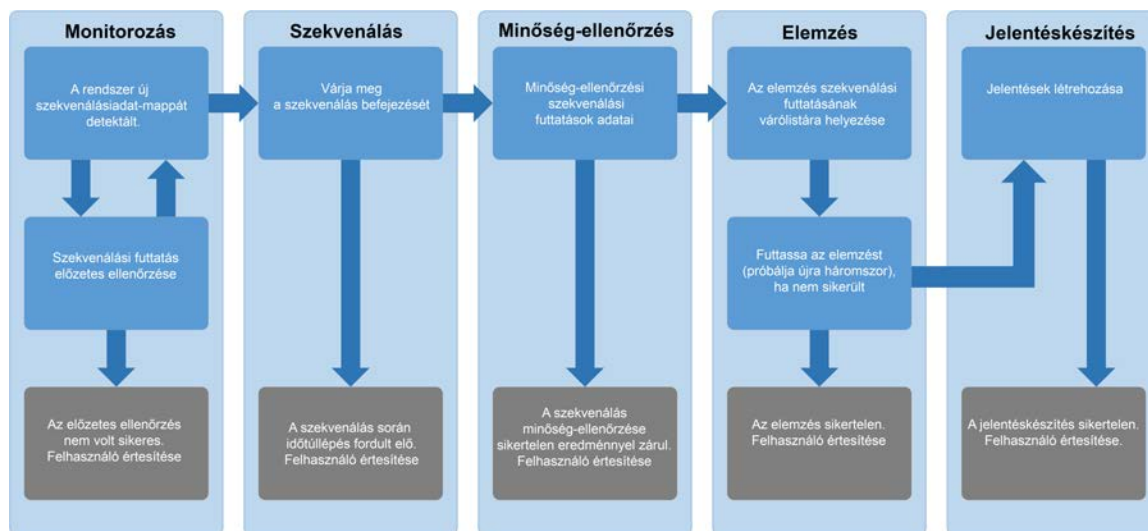 Monitorozás
A rendszer új
szekvenálásiadat-mappát
detektált.
Szekvenálási futtatás
előzetes ellenőrzése
Az előzetes ellenőrzés
nem volt sikeres.
Felhasználó értesítése
Szekvenálás
Várja meg
a szekvenálás befejezését
A szekvenálás során
időtúllépés fordult elő.
Felhasználó értesítése
Minőség-ellenőrzés
Minőség-ellenőrzési
szekvenálási
futtatások adatai
A szekvenálás
minőség-ellenőrzése
sikertelen eredménnyel zárul.
Felhasználó értesítése
Elemzés
Az elemzés szekvenálási
futtatásának
várólistára helyezése
Futtassa az elemzést
(próbálja újra háromszor),
ha nem sikerült
Az elemzés sikertelen.
Felhasználó értesítése
Jelentéskészítés
Jelentések létrehozása
A jelentéskészítés sikertelen.
Felhasználó értesítése.